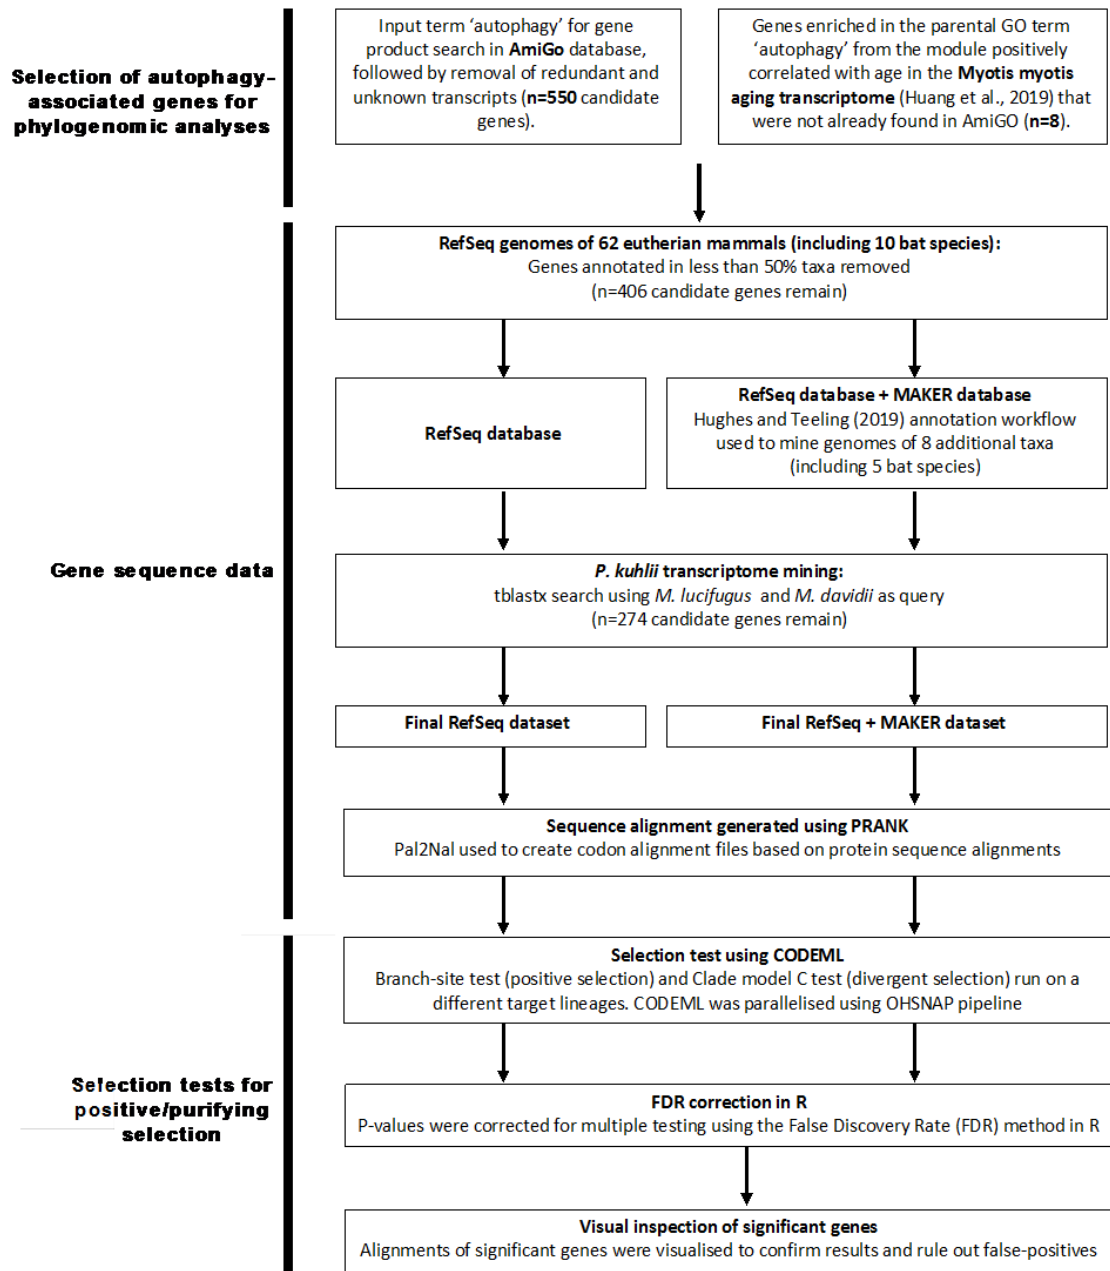 Selection of autophagy-
associated genes for
phylogenomic analyses
Input term ‘autophagy’ for gene
product search in AmiGo database,
followed by removal of redundant and
unknown transcripts (n=550 candidate
genes).
Genes enriched in the parental GO term
‘autophagy’ from the module positively
correlated with age in the Myotis myotis
aging transcriptome (Huang et al., 2019) that
were not already found in AmiGO (n=8).
Gene sequence data
RefSeq genomes of 62 eutherian mammals (including 10 bat species):
Genes annotated in less than 50% taxa removed
(n=406 candidate genes remain)
RefSeq database
RefSeq database + MAKER database
Hughes and Teeling (2019) annotation workflow
used to mine genomes of 8 additional taxa
(including 5 bat species)
P. kuhlii transcriptome mining:
tblastx search using M. lucifugus and M. davidii as query
(n=274 candidate genes remain)
Final RefSeq dataset
Final RefSeq + MAKER dataset
Sequence alignment generated using PRANK
Pal2Nal used to create codon alignment files based on protein sequence alignments
Selection tests for
positive/purifying
selection
Selection test using CODEML
Branch-site test (positive selection) and Clade model C test (divergent selection) run on a
different target lineages. CODEML was parallelised using OHSNAP pipeline
FDR correction in R
P-values were corrected for multiple testing using the False Discovery Rate (FDR) method in R
Visual inspection of significant genes
Alignments of significant genes were visualised to confirm results and rule out false-positives